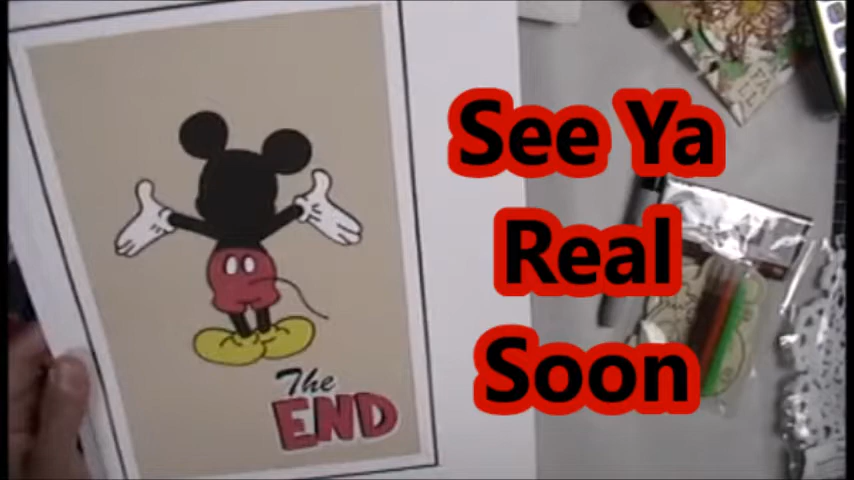 See Ya
Real
Soon
The
END